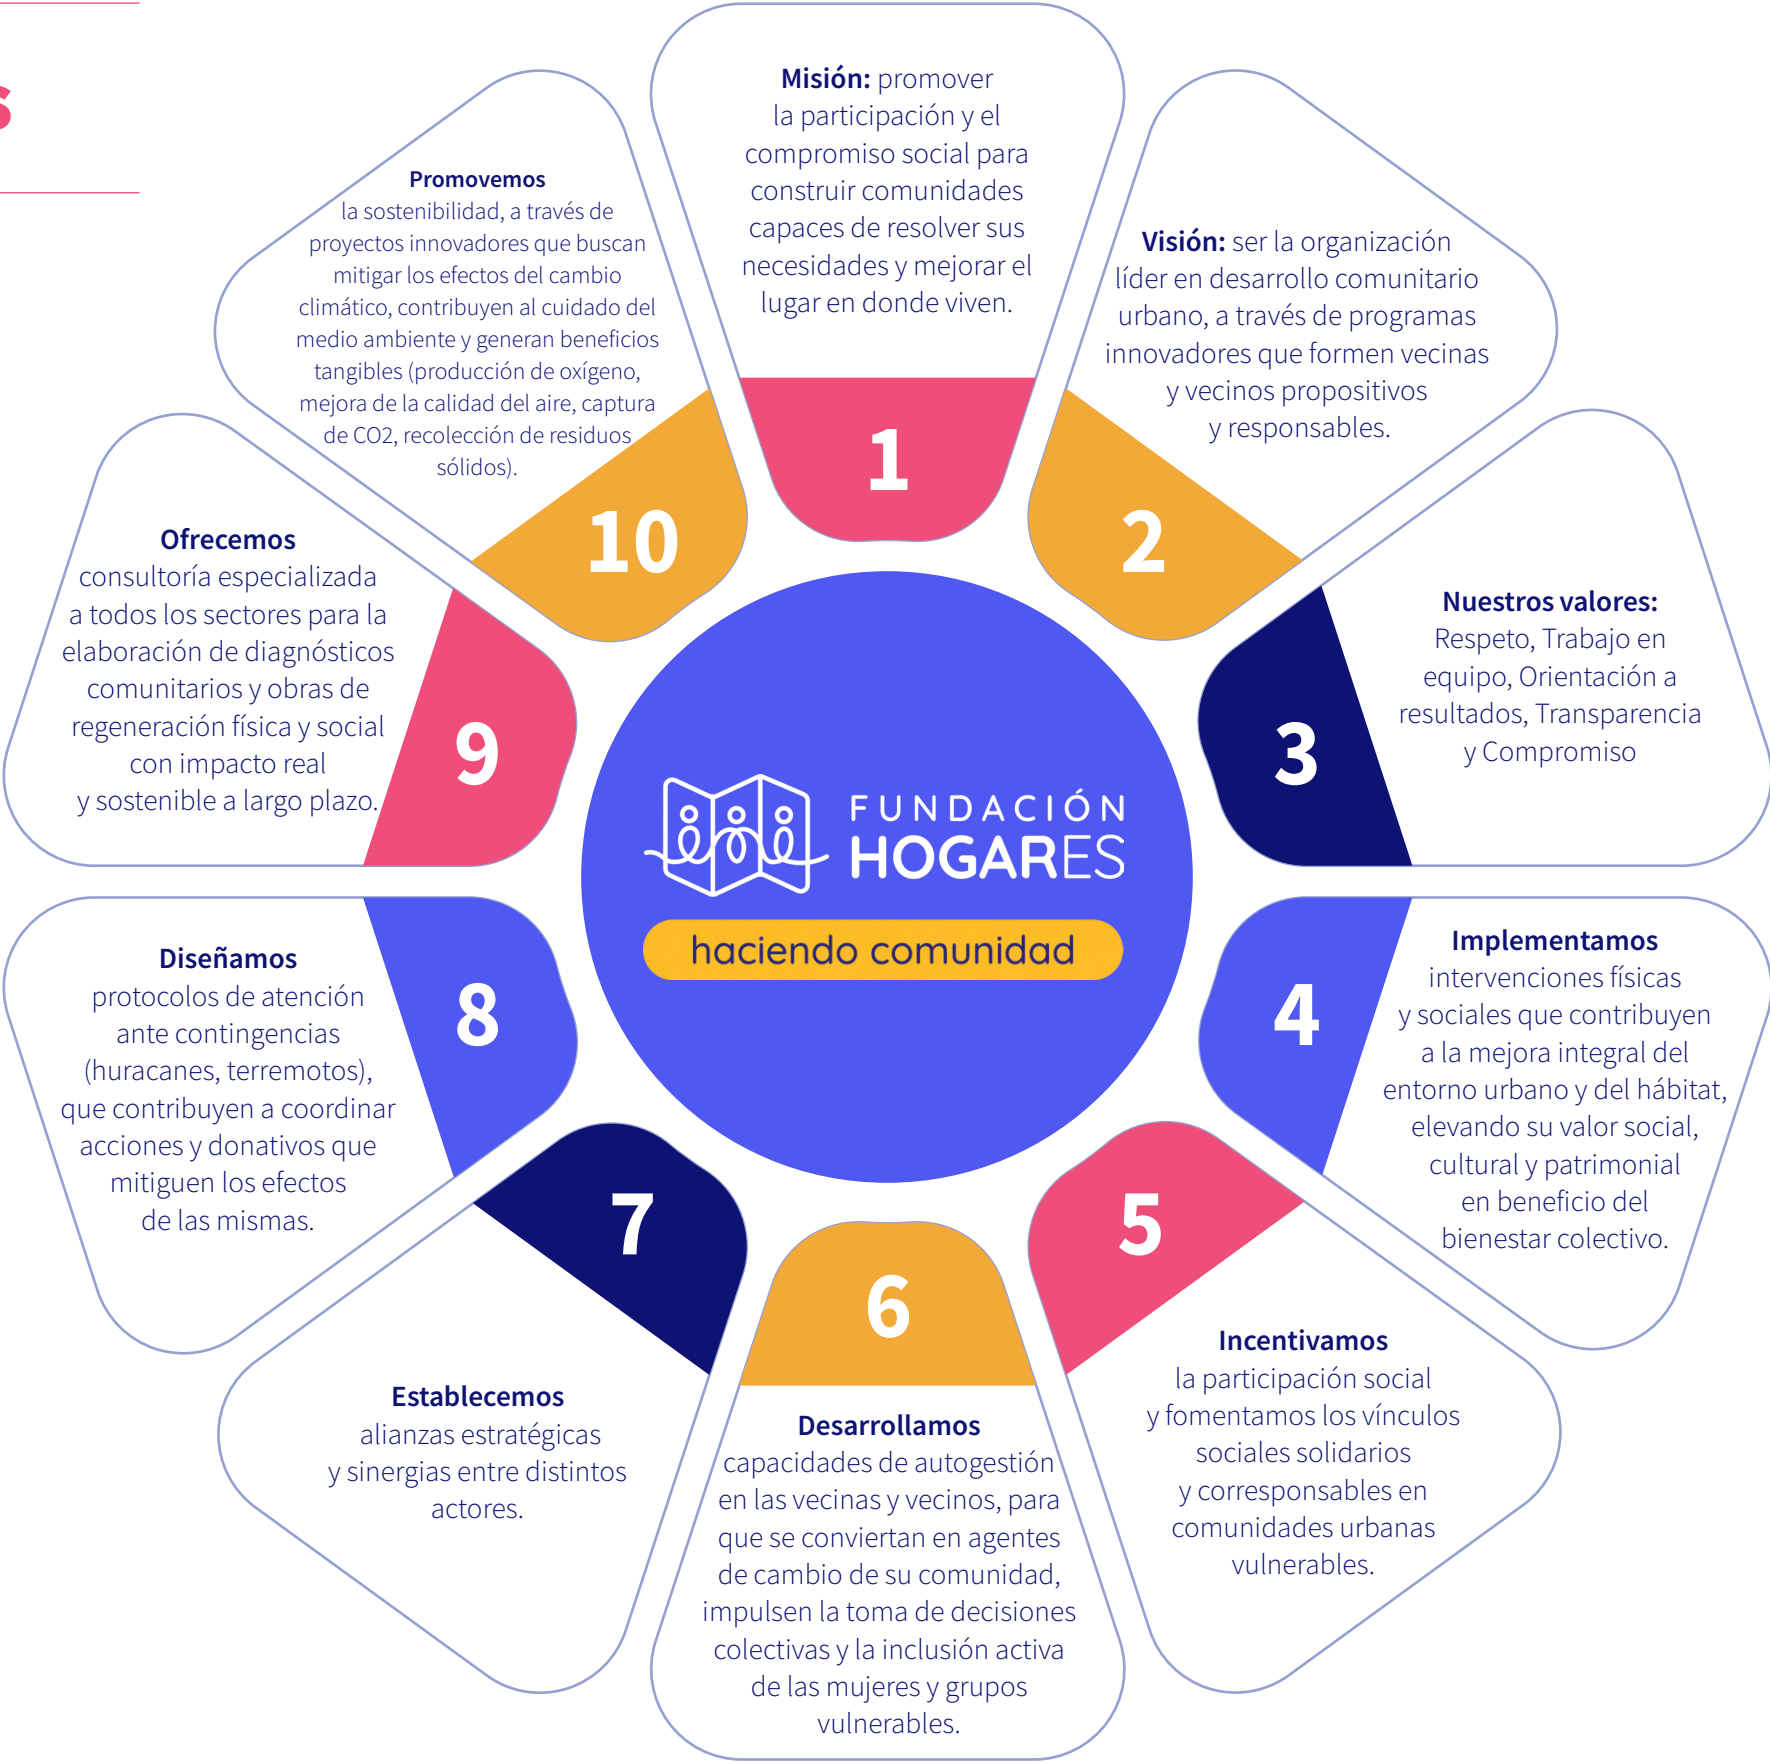 s
Misión: promover
la participación y el
compromiso social para
construir comunidades
capaces de resolver sus
necesidades y mejorar el
lugar en donde viven.
1
Visión: ser la organización
líder en desarrollo comunitario
urbano, a través de programas
innovadores que formen vecinas
y vecinos propositivos
y responsables.
2
Nuestros valores:
Respeto, Trabajo en
equipo, Orientación a
resultados, Transparencia
y Compromiso
3
Implementamos
intervenciones físicas
y sociales que contribuyen
a la mejora integral del
entorno urbano y del hábitat,
elevando su valor social,
cultural y patrimonial
en beneficio del
bienestar colectivo.
4
Incentivamos
la participación social
y fomentamos los vínculos
sociales solidarios
y corresponsables en
comunidades urbanas
vulnerables.
5
6
Desarrollamos
capacidades de autogestión
en las vecinas y vecinos, para
que se conviertan en agentes
de cambio de su comunidad,
impulsen la toma de decisiones
colectivas y la inclusión activa
de las mujeres y grupos
vulnerables.
7
Establecemos
alianzas estratégicas
y sinergias entre distintos
actores.
8
Diseñamos
protocolos de atención
ante contingencias
(huracanes, terremotos),
que contribuyen a coordinar
acciones y donativos que
mitiguen los efectos
de las mismas.
9
Ofrecemos
consultoría especializada
a todos los sectores para la
elaboración de diagnósticos
comunitarios y obras de
regeneración física y social
con impacto real
y sostenible a largo plazo.
10
Promovemos
la sostenibilidad, a través de
proyectos innovadores que buscan
mitigar los efectos del cambio
climático, contribuyen al cuidado del
medio ambiente y generan beneficios
tangibles (producción de oxígeno,
mejora de la calidad del aire, captura
de CO2, recolección de residuos
sólidos).
FUNDACIÓN
HOGARES
haciendo comunidad